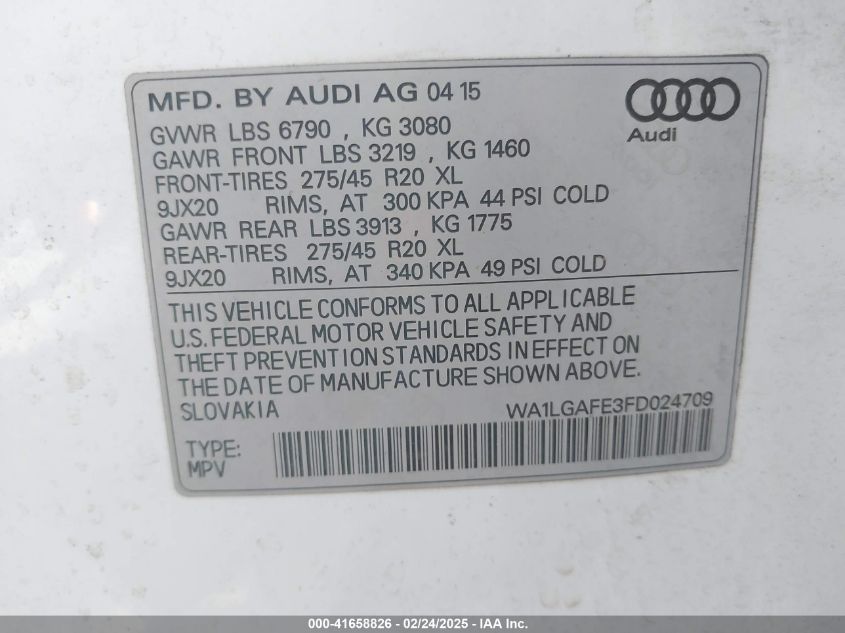 MFD. BY AUDI AG 04 15
Audi
GVWR LBS 6790 , KG 3080
GAWR FRONT LBS 3219 , KG 1460
FRONT-TIRES 275/45 R20 XL
9JX20 RIMS, AT 300 KPA 44 PSI COLD
GAWR REAR LBS 3913 , KG 1775
REAR-TIRES 275/45 R20 XL
9JX20 RIMS, AT 340 KPA 49 PSI COLD
THIS VEHICLE CONFORMS TO ALL APPLICABLE
U.S. FEDERAL MOTOR VEHICLE SAFETY AND
THEFT PREVENTION STANDARDS IN EFFECT ON
THE DATE OF MANUFACTURE SHOWN ABOVE.
SLOVAKIA WA1LGAFE3FD024709
TYPE:
MPV
000-41658826 - 02/24/2025 - IAAI Inc.